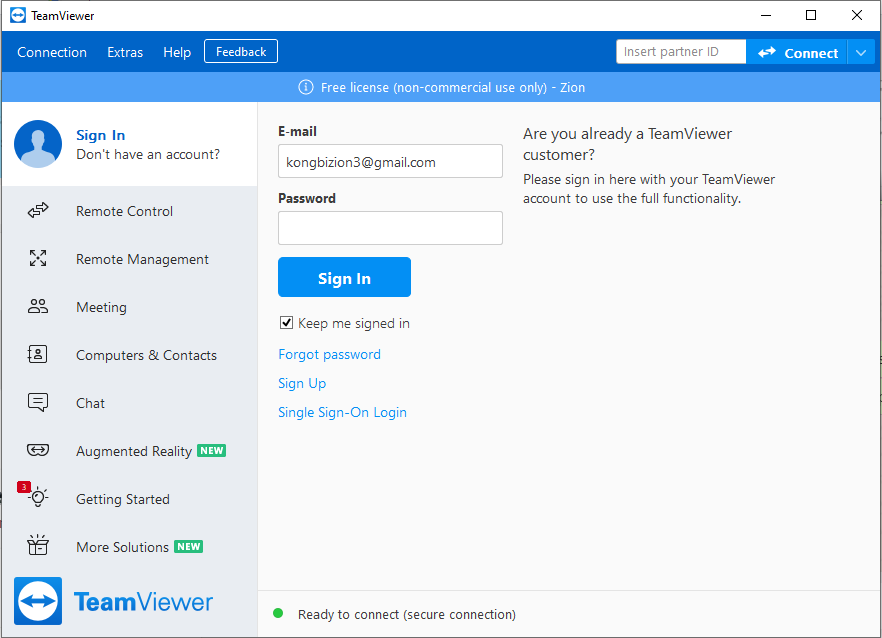 TeamViewer
Connection Extras Help Feedback Insert partner ID Connect
Free license (non-commercial use only) - Zion
Sign In
Don't have an account?
Remote Control
Remote Management
Meeting
Computers & Contacts
Chat
Augmented Reality NEW
3
Getting Started
More Solutions NEW
TeamViewer
E-mail
kongbizion3@gmail.com
Password
Sign In
Keep me signed in
Forgot password
Sign Up
Single Sign-On Login
Are you already a TeamViewer
customer?
Please sign in here with your TeamViewer
account to use the full functionality.
Ready to connect (secure connection)